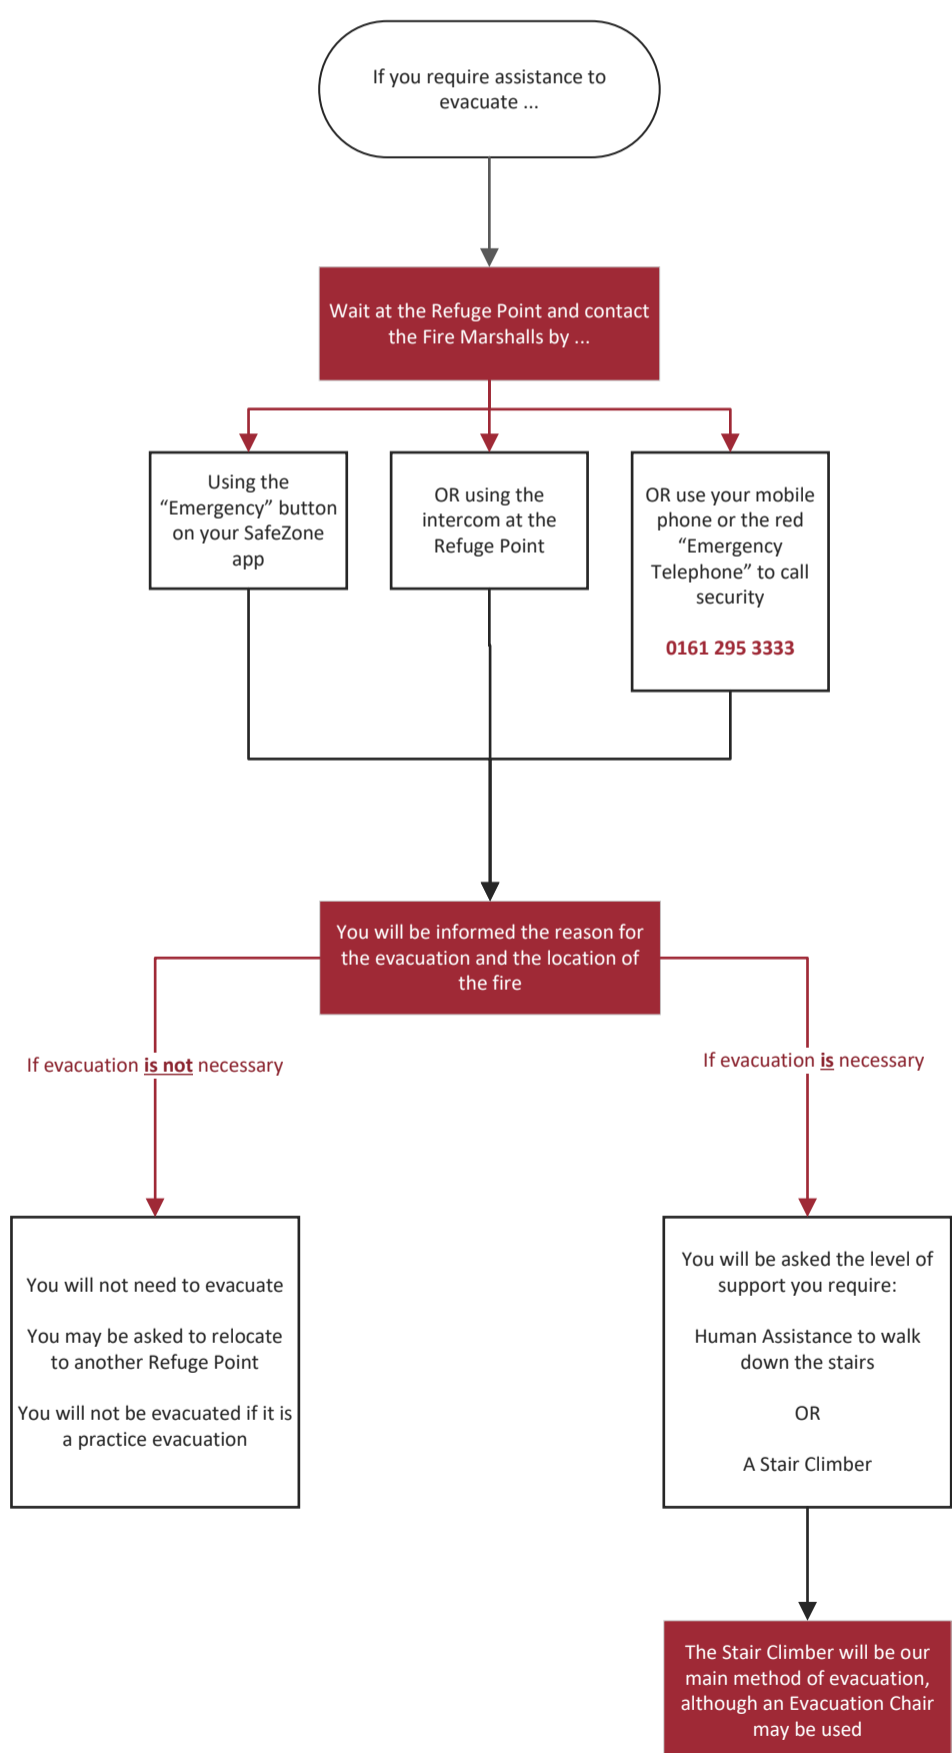 If you require assistance to
evacuate ...
Wait at the Refuge Point and contact
the Fire Marshalls by ...
Using the
“Emergency” button
on your SafeZone
app
OR using the
intercom at the
Refuge Point
OR use your mobile
phone or the red
“Emergency
Telephone” to call
security
0161 295 3333
You will be informed the reason for
the evacuation and the location of
the fire
If evacuation is not necessary
If evacuation is necessary
You will not need to evacuate
You may be asked to relocate
to another Refuge Point
You will not be evacuated if it is
a practice evacuation
You will be asked the level of
support you require:
Human Assistance to walk
down the stairs
OR
A Stair Climber
The Stair Climber will be our
main method of evacuation,
although an Evacuation Chair
may be used